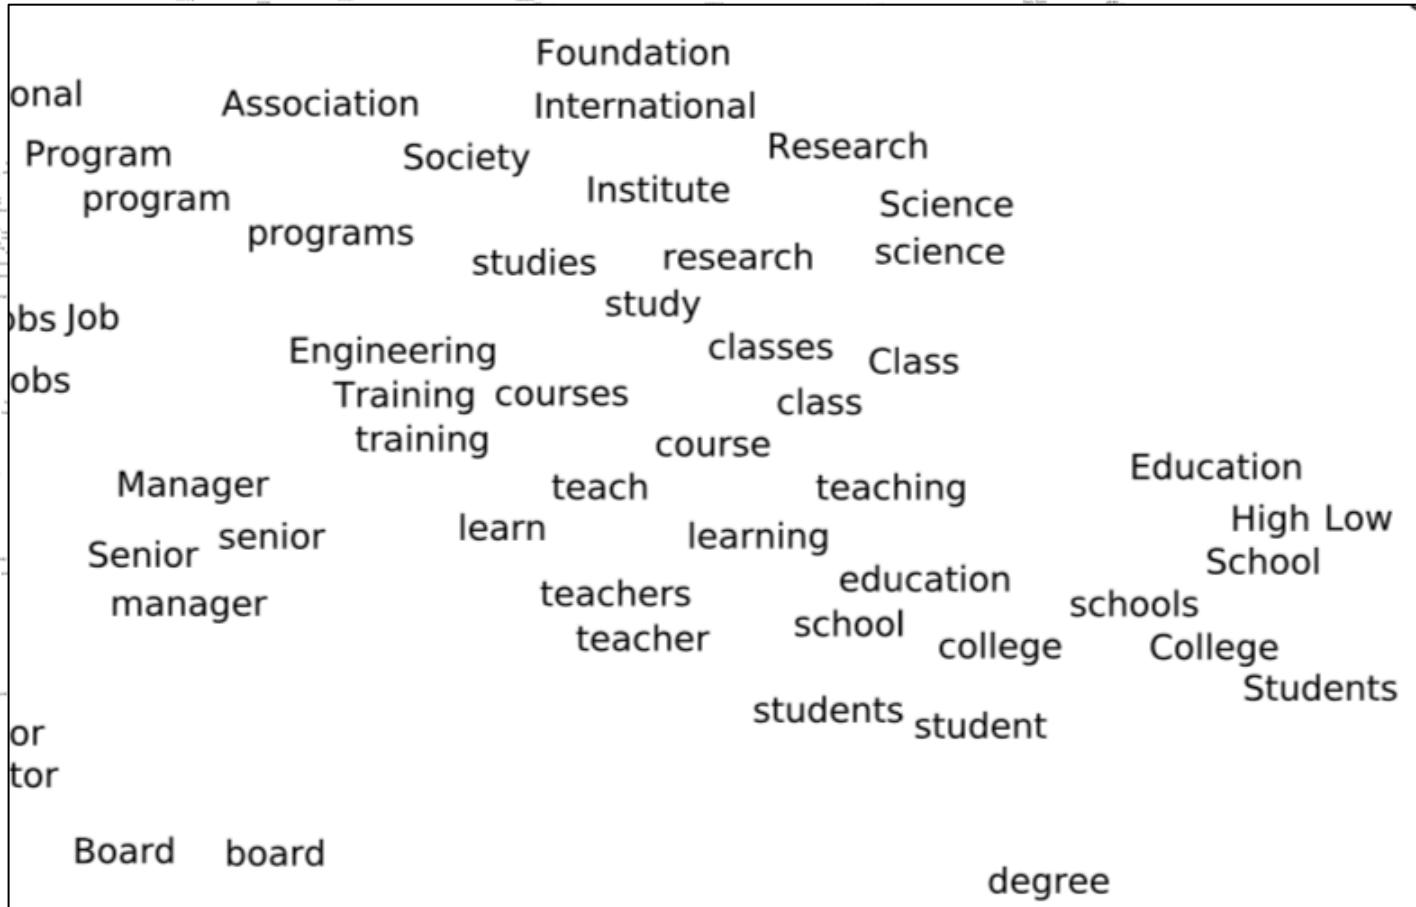 Foundation
onal
Association
International
Research
Program
Society
Institute
program
Science
programs
science
studies
research
study
obs Job
Engineering
classes
Class
obs
Training
courses
class
training
course
Education
Manager
teach
teaching
High Low
learn
learning
senior
Senior
School
education
manager
teachers
schools
school
teacher
college
College
Students
students
student
or
tor
Board
board
degree